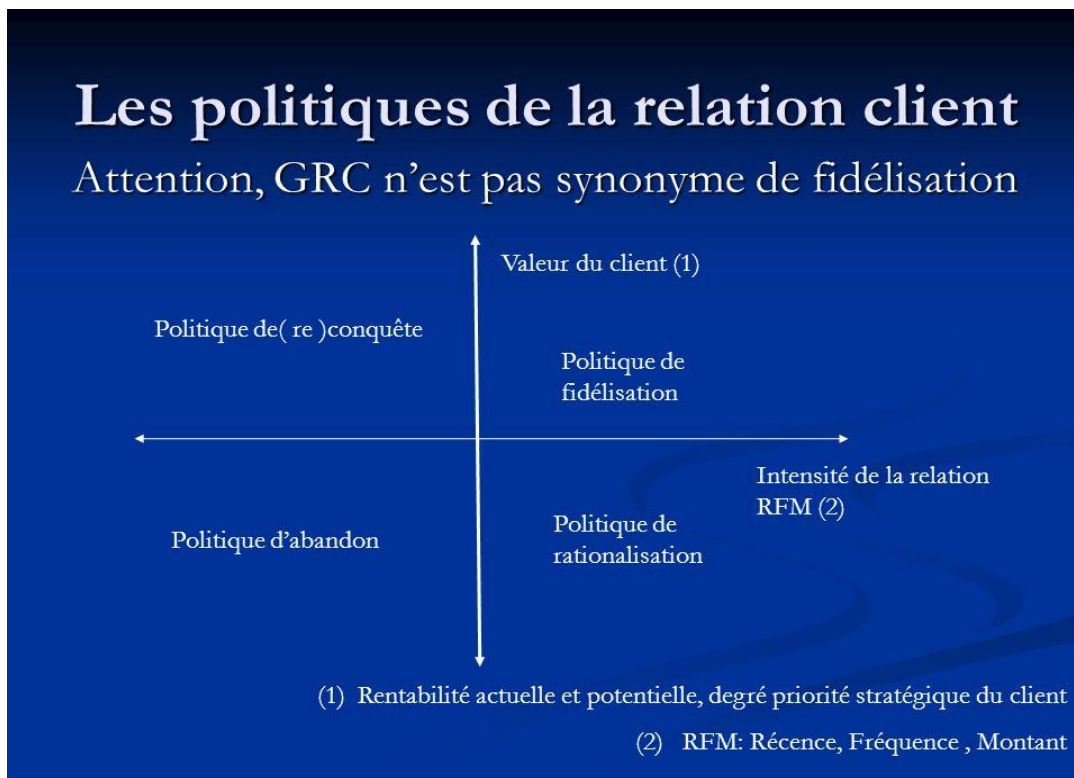 Les politiques de la relation client
Attention, GRC n’est pas synonyme de fidélisation
Valeur du client (1)
Politique de( re )conquête
Politique de
fidélisation
Intensité de la relation
RFM (2)
Politique d’abandon
Politique de
rationalisation
(1) Rentabilité actuelle et potentielle, degré priorité stratégique du client
(2) RFM: Récence, Fréquence , Montant